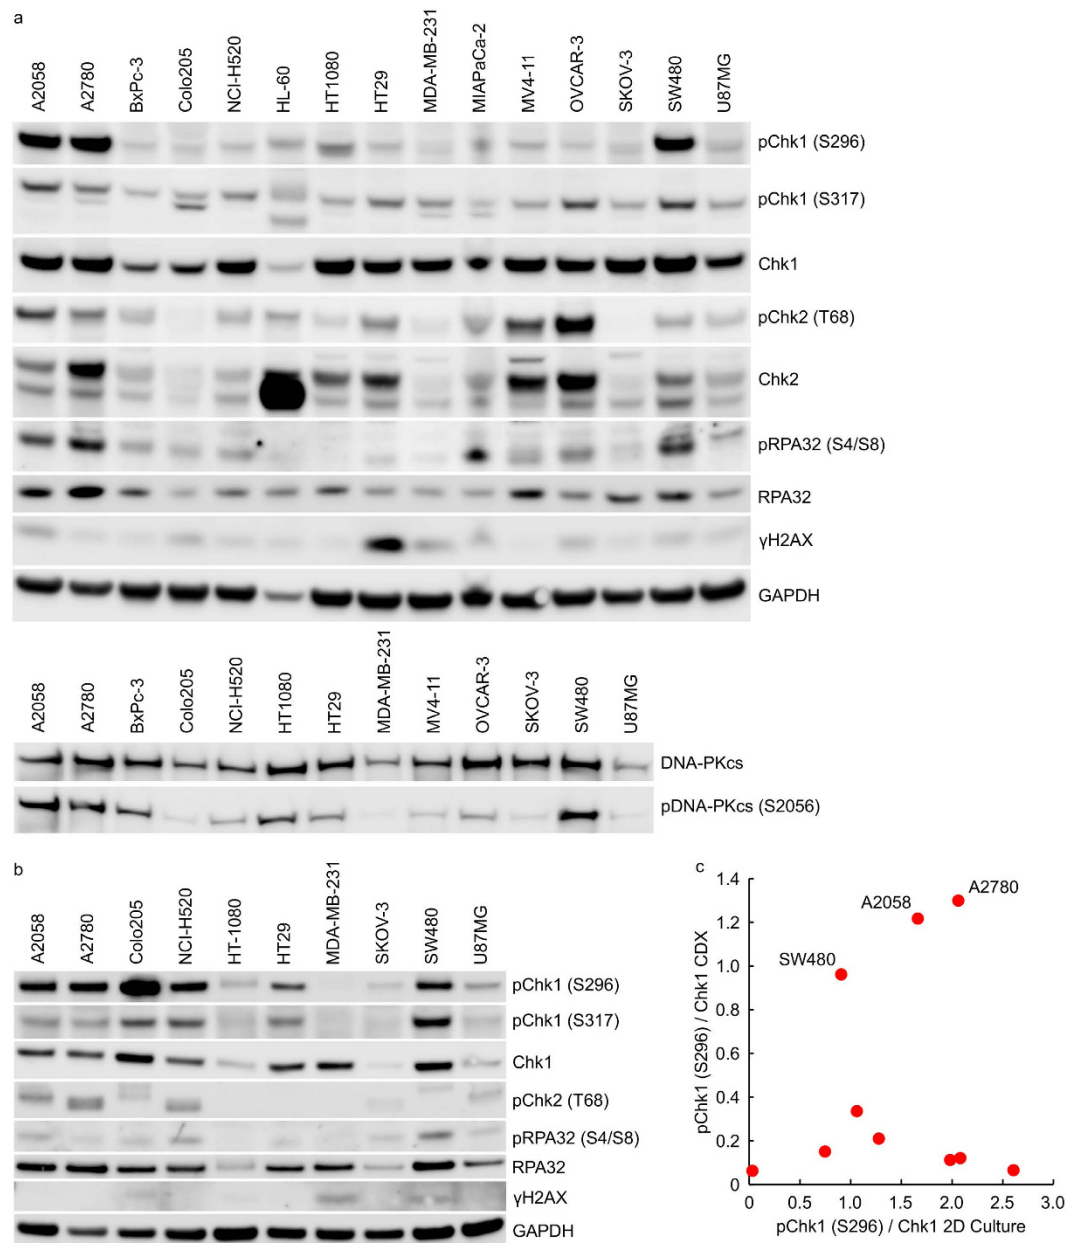 a
A2058
A2780
BxPc-3
Colo205
NCI-H520
HL-60
HT1080
HT29
MDA-MB-231
MIAPaCa-2
MV4-11
OVCAR-3
SKOV-3
SW480
U87MG
pChk1 (S296)
pChk1 (S317)
Chk1
pChk2 (T68)
Chk2
pRPA32 (S4/S8)
RPA32
γH2AX
GAPDH
A2058
A2780
BxPc-3
Colo205
NCI-H520
HT1080
HT29
MDA-MB-231
MV4-11
OVCAR-3
SKOV-3
SW480
U87MG
DNA-PKcs
pDNA-PKcs (S2056)
b
A2058
A2780
Colo205
NCI-H520
HT-1080
HT29
MDA-MB-231
SKOV-3
SW480
U87MG
pChk1 (S296)
pChk1 (S317)
Chk1
pChk2 (T68)
pRPA32 (S4/S8)
RPA32
γH2AX
GAPDH
c
pChk1 (S296) / Chk1 CDX
1.4
1.2
1.0
0.8
0.6
0.4
0.2
0
A2780
A2058
SW480
0
0.5
1.0
1.5
2.0
2.5
3.0
pChk1 (S296) / Chk1 2D Culture